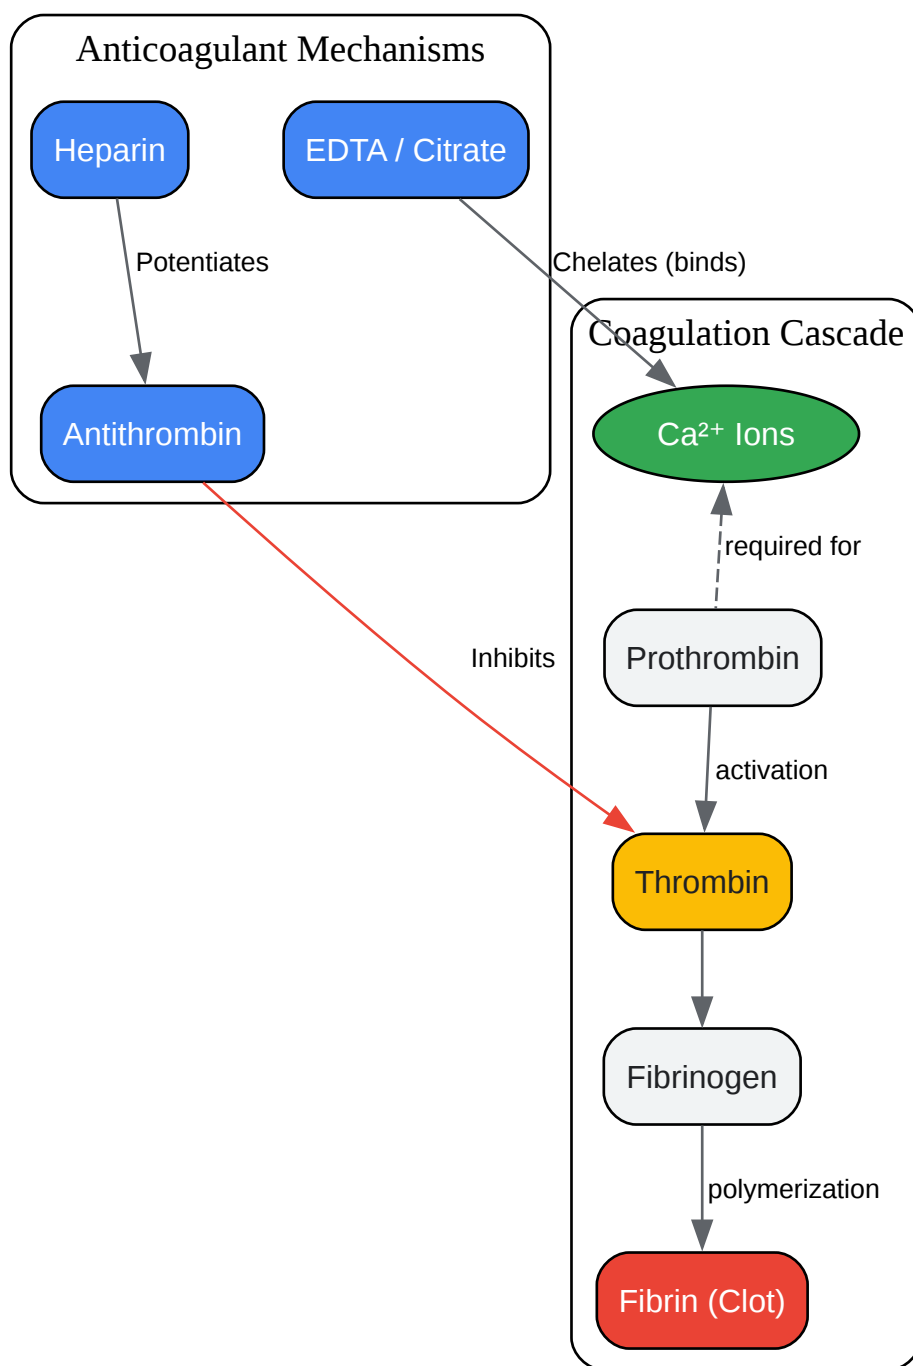 Anticoagulant Mechanisms
Heparin
EDTA / Citrate
Potentiates
Chelates (binds)
Coagulation Cascade
Antithrombin
Ca²⁺ Ions
required for
Inhibits
Prothrombin
activation
Thrombin
Fibrinogen
polymerization
Fibrin (Clot)